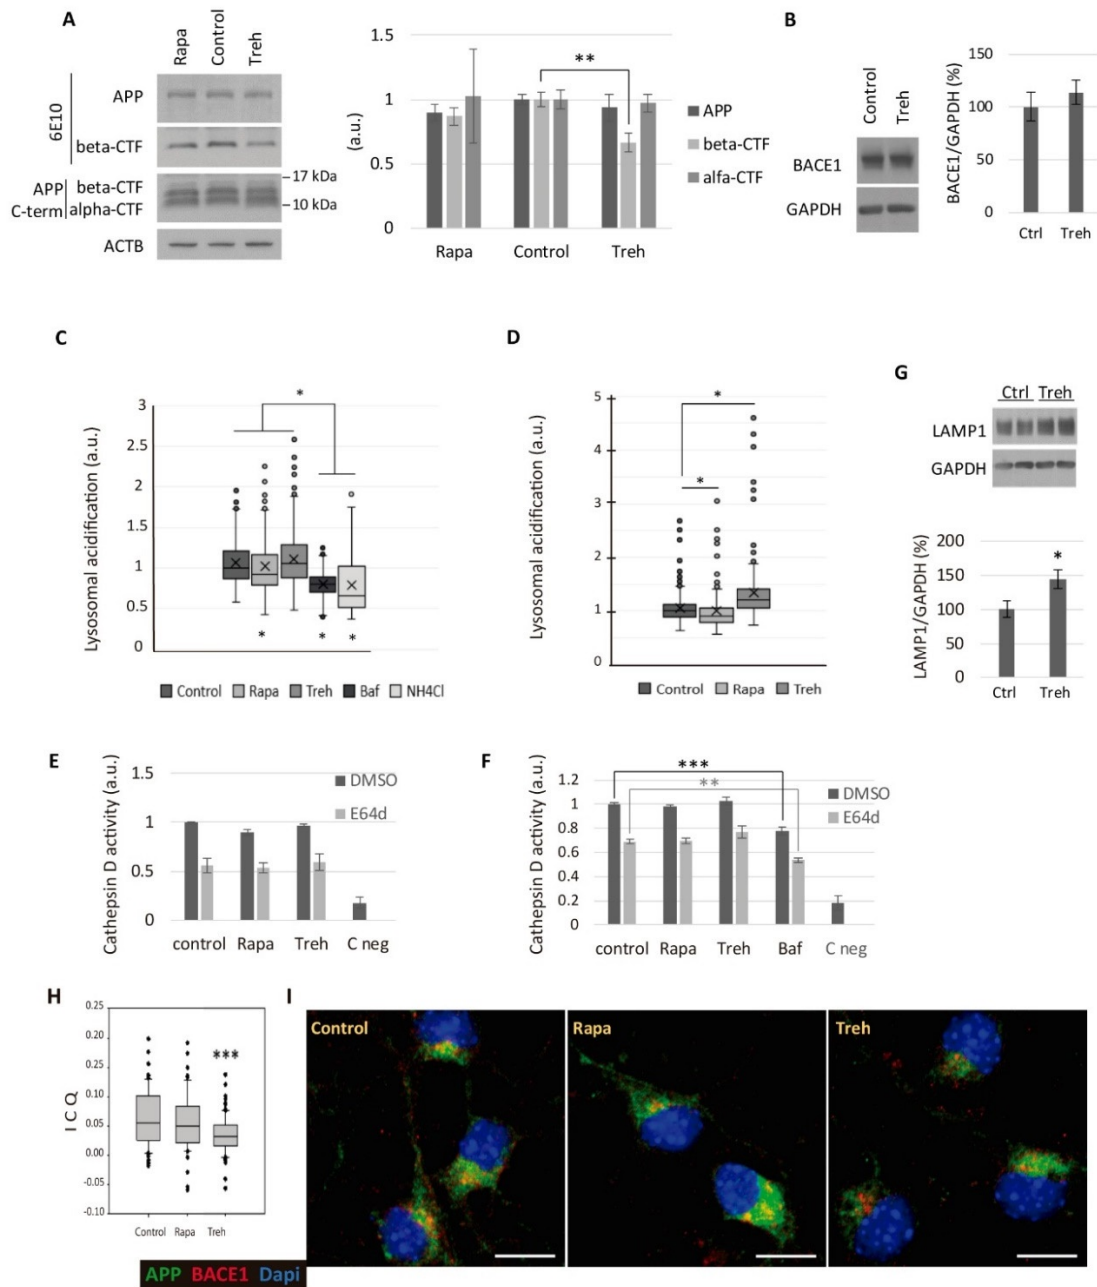 A
Rapa
Control
Treh
6E10
APP
beta-CTF
APP
C-term
beta-CTF
alpha-CTF
17 kDa
10 kDa
ACTB
1.5
1
0.5
0
(a.u.)
**
Rapa
Control
Treh
APP
beta-CTF
alfa-CTF
B
Control
Treh
BACE1
GAPDH
BACE1/GAPDH (%)
150
100
50
0
Ctrl
Treh
C
Lysosomal acidification (a.u.)
3
2.5
2
1.5
1
0.5
0
*
* * *
Control Rapa Treh Baf NH4Cl
D
Lysosomal acidification (a.u.)
5
4
3
2
1
0
*
*
Control Rapa Treh
G
Ctrl Treh
LAMP1
GAPDH
LAMP1/GAPDH (%)
200
150
100
50
0
*
Ctrl
Treh
E
Cathepsin D activity (a.u.)
1.5
1
0.5
0
DMSO
E64d
control Rapa Treh C neg
F
Cathepsin D activity (a.u.)
1.2
1
0.8
0.6
0.4
0.2
0
***
**
DMSO
E64d
control Rapa Treh Baf C neg
H
I C Q
0.25
0.20
0.25
0.10
0.05
0.00
-0.05
-0.10
***
Control Rapa Treh
APP BACE1 Dapi
I
Control
Rapa
Treh